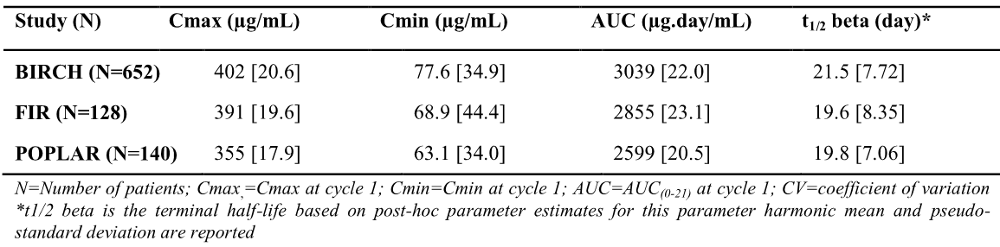 Study (N) Cmax (µg/mL) Cmin (µg/mL) AUC (µg.day/mL) t1/2 beta (day)*
BIRCH (N=652) 402 [20.6] 77.6 [34.9] 3039 [22.0] 21.5 [7.72]
FIR (N=128) 391 [19.6] 68.9 [44.4] 2855 [23.1] 19.6 [8.35]
POPLAR (N=140) 355 [17.9] 63.1 [34.0] 2599 [20.5] 19.8 [7.06]
N=Number of patients; Cmax,=Cmax at cycle 1; Cmin=Cmin at cycle 1; AUC=AUC(0-21) at cycle 1; CV=coefficient of variation
*t1/2 beta is the terminal half-life based on post-hoc parameter estimates for this parameter harmonic mean and pseudo-
standard deviation are reported